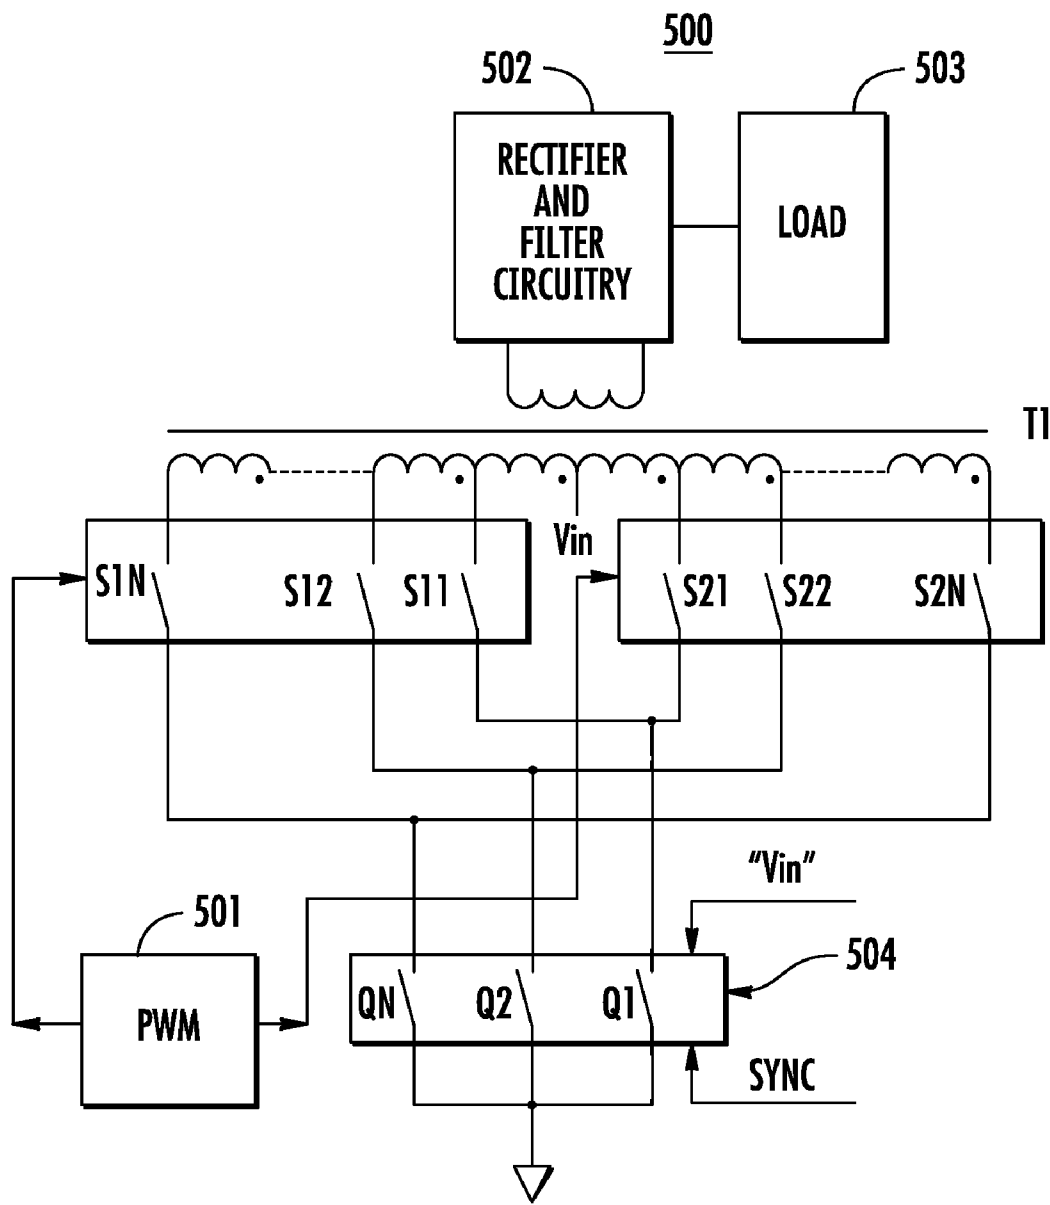 500
502
503
RECTIFIER
AND
FILTER
CIRCUITRY
LOAD
T1
Vin
S1N
S12
S11
S21
S22
S2N
"Vin"
501
504
PWM
QN
Q2
Q1
SYNC